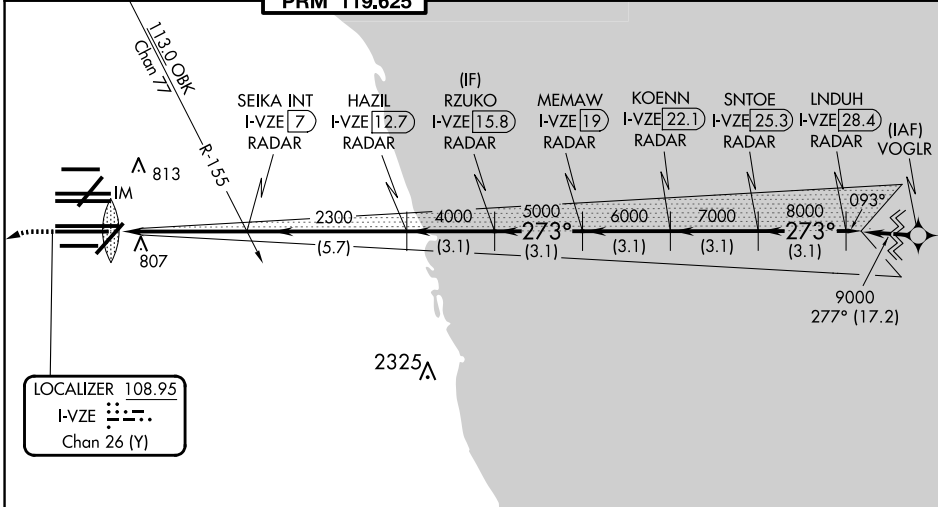 PRM 119.625
113.0 OBK
Chan 77
R-155
SEIKA INT
I-VZE 7
RADAR
HAZIL
I-VZE 12.7
RADAR
(IF)
RZUKO
I-VZE 15.8
RADAR
MEMAW
I-VZE 19
RADAR
KOENN
I-VZE 22.1
RADAR
SNTOE
I-VZE 25.3
RADAR
LNDUH
I-VZE 28.4
RADAR
(IAF)
VOGLR
813
IM
807
2300
(5.7)
4000
(3.1)
5000
273°
(3.1)
6000
(3.1)
7000
(3.1)
8000
273°
(3.1)
093°
9000
277° (17.2)
2325
LOCALIZER 108.95
I-VZE
Chan 26 (Y)